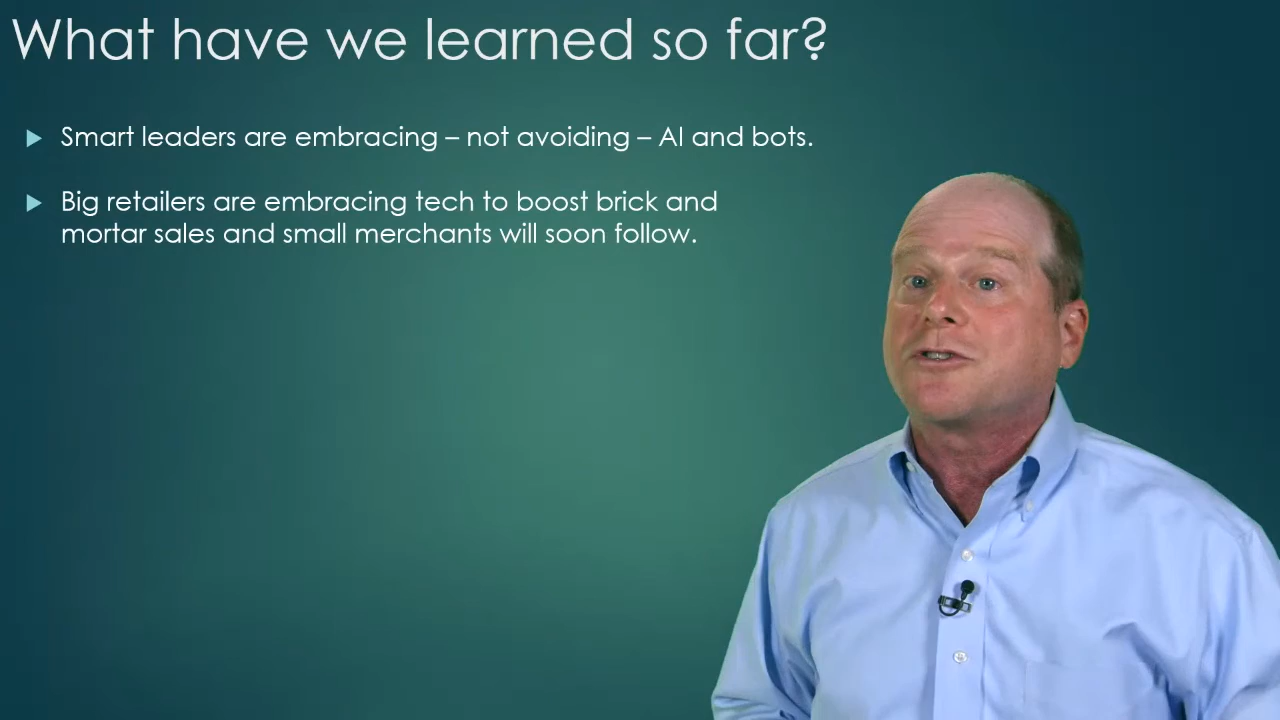 What have we learned so far?
Smart leaders are embracing – not avoiding – AI and bots.
Big retailers are embracing tech to boost brick and
mortar sales and small merchants will soon follow.